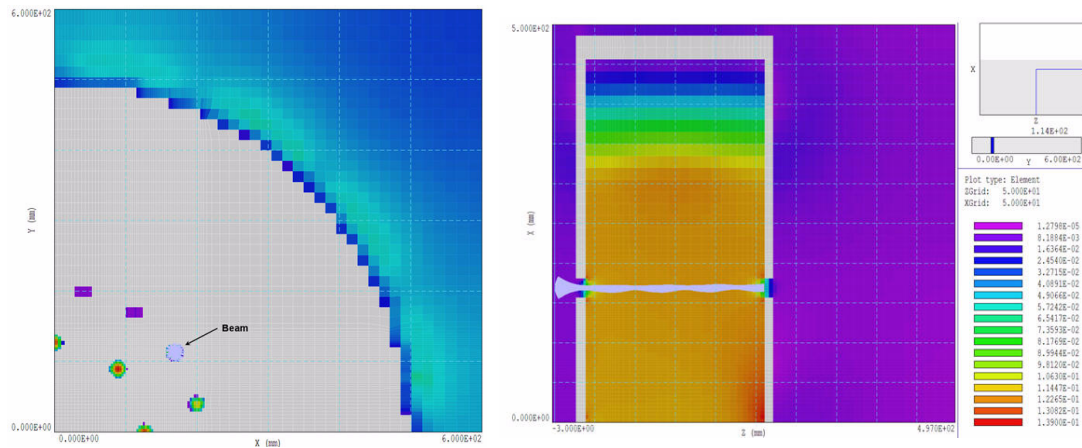 6.000E+02
Y (mm)
Beam
0.000E+00
0.000E+00
X (mm)
6.000E+02
5.000E+02
X (mm)
0.000E+00
-3.000E+00
Z (mm)
4.970E+02
X
Z
1.14E+02
0.00E+00
Y
6.00E+02
Plot type: Element
ZGrid: 5.000E+01
XGrid: 5.000E+01
1.2798E-05
8.1884E-03
1.6364E-02
2.4540E-02
3.2715E-02
4.0891E-02
4.9066E-02
5.7242E-02
6.5417E-02
7.3593E-02
8.1769E-02
8.9944E-02
9.8120E-02
1.0630E-01
1.1447E-01
1.2265E-01
1.3082E-01
1.3900E-01